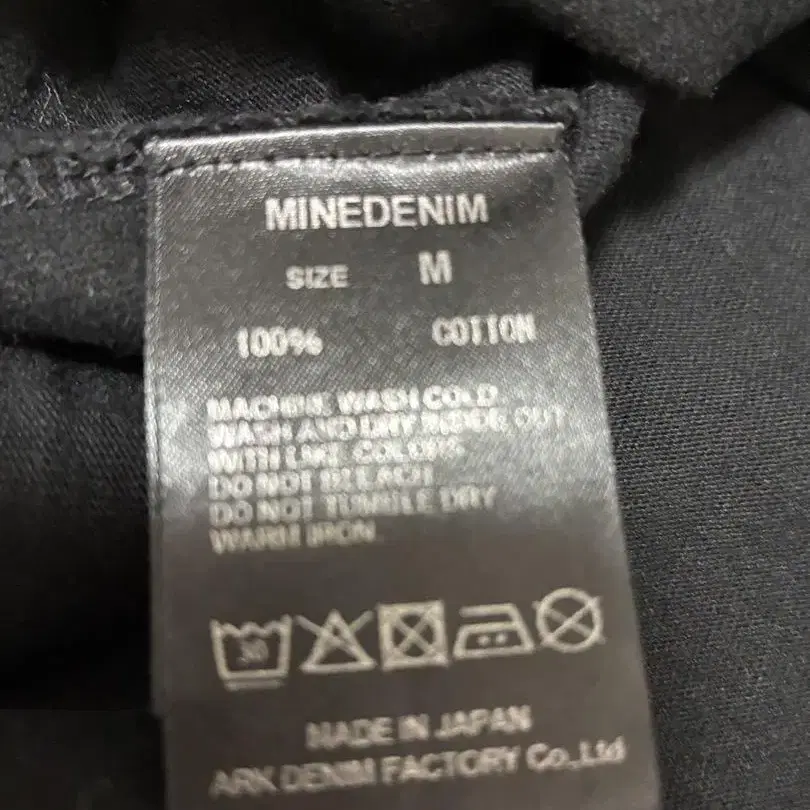 MINEDENIM
SIZE M
100% COTTON
MACHINE WASH COLD.
WASH AND DRY INSIDE OUT
WITH LIKE COLORS
DO NOT BLEACH
DO NOT TUMBLE DRY
WARM IRON.
30
MADE IN JAPAN
ARK DENIM FACTORY Co.,Ltd